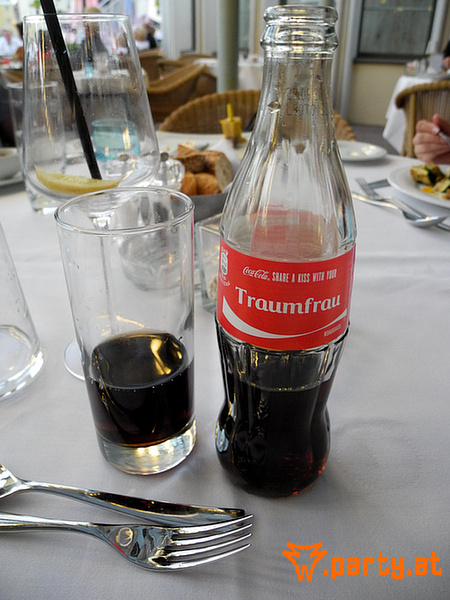 Coca-Cola SHARE A KISS WITH YOUR
Traumfrau
w.party.at